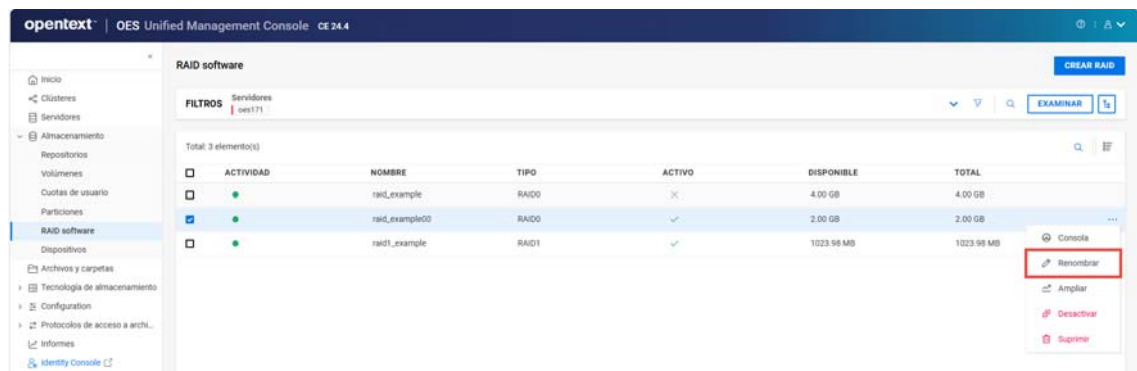 opentext™ | OES Unified Management Console CE 24.4
Inicio
Clústeres
Servidores
Almacenamiento
Repositorios
Volúmenes
Cuotas de usuario
Particiones
RAID software
Dispositivos
Archivos y carpetas
Tecnología de almacenamiento
Configuration
Protocolos de acceso a archi...
Informes
Identity Console
RAID software
CREAR RAID
FILTROS Servidores
oes171
EXAMINAR
Total: 3 elemento(s)
ACTIVIDAD NOMBRE TIPO ACTIVO DISPONIBLE TOTAL
raid_example RAID0 4.00 GB 4.00 GB
raid_example00 RAID0 2.00 GB 2.00 GB
raid1_example RAID1 1023.98 MB 1023.98 MB
Consola
Renombrar
Ampliar
Desactivar
Suprimir